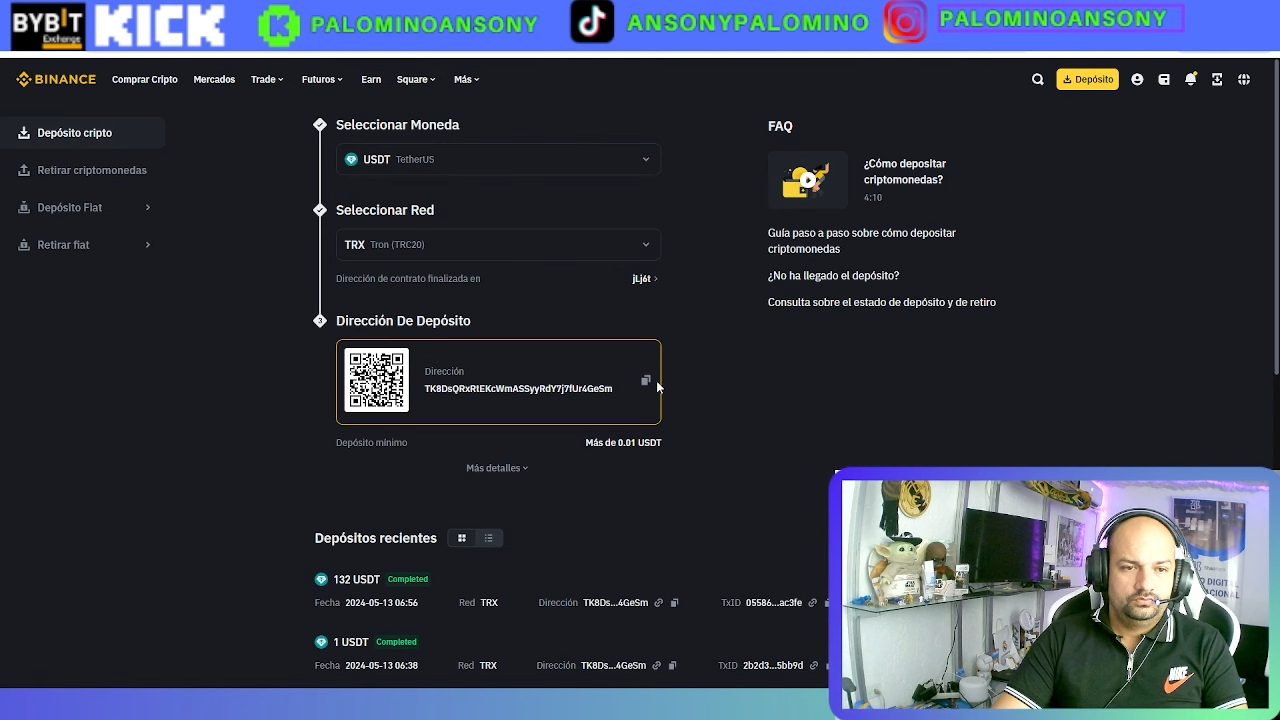 BYBIT
Exchange
KICK
PALOMINOANSONY
ANSONYPALOMINO
PALOMINOANSONY
BINANCE
Comprar Cripto
Mercados
Trade
Futuros
Earn
Square
Más
Depósito
Depósito cripto
Retirar criptomonedas
Depósito Fiat
Retirar fiat
Seleccionar Moneda
USDT TetherUS
Seleccionar Red
TRX Tron (TRC20)
Dirección de contrato finalizada en
jLj6t >
3
Dirección De Depósito
Dirección
TK8DsQRxRtEKcWmASSyyRdY7j7fUr4GeSm
Depósito mínimo
Más de 0.01 USDT
Más detalles
FAQ
¿Cómo depositar
criptomonedas?
4:10
Guía paso a paso sobre cómo depositar
criptomonedas
¿No ha llegado el depósito?
Consulta sobre el estado de depósito y de retiro
Depósitos recientes
132 USDT Completed
Fecha 2024-05-13 06:56 Red TRX Dirección TK8Ds...4GeSm TxID 05586...ac3fe
1 USDT Completed
Fecha 2024-05-13 06:38 Red TRX Dirección TK8Ds...4GeSm TxID 2b2d3...5bb9d
NIKE